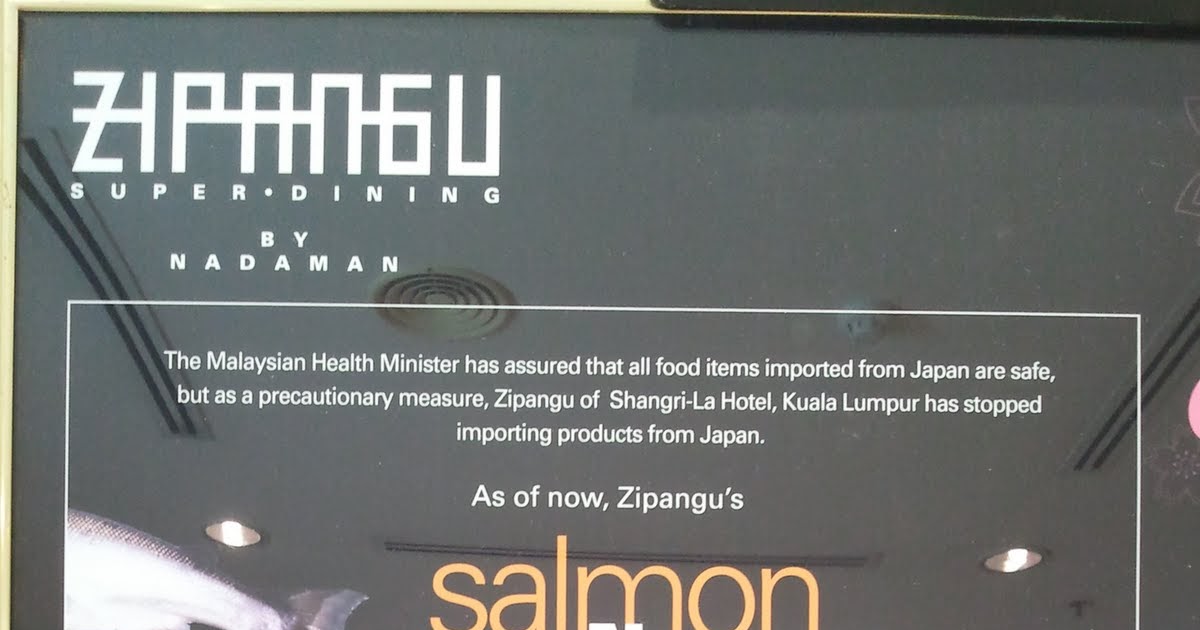 ZIPANGU
SUPER•DINING
BY
NADAMAN
The Malaysian Health Minister has assured that all food items imported from Japan are safe,
but as a precautionary measure, Zipangu of Shangri-La Hotel, Kuala Lumpur has stopped
importing products from Japan.
As of now, Zipangu's
salmon